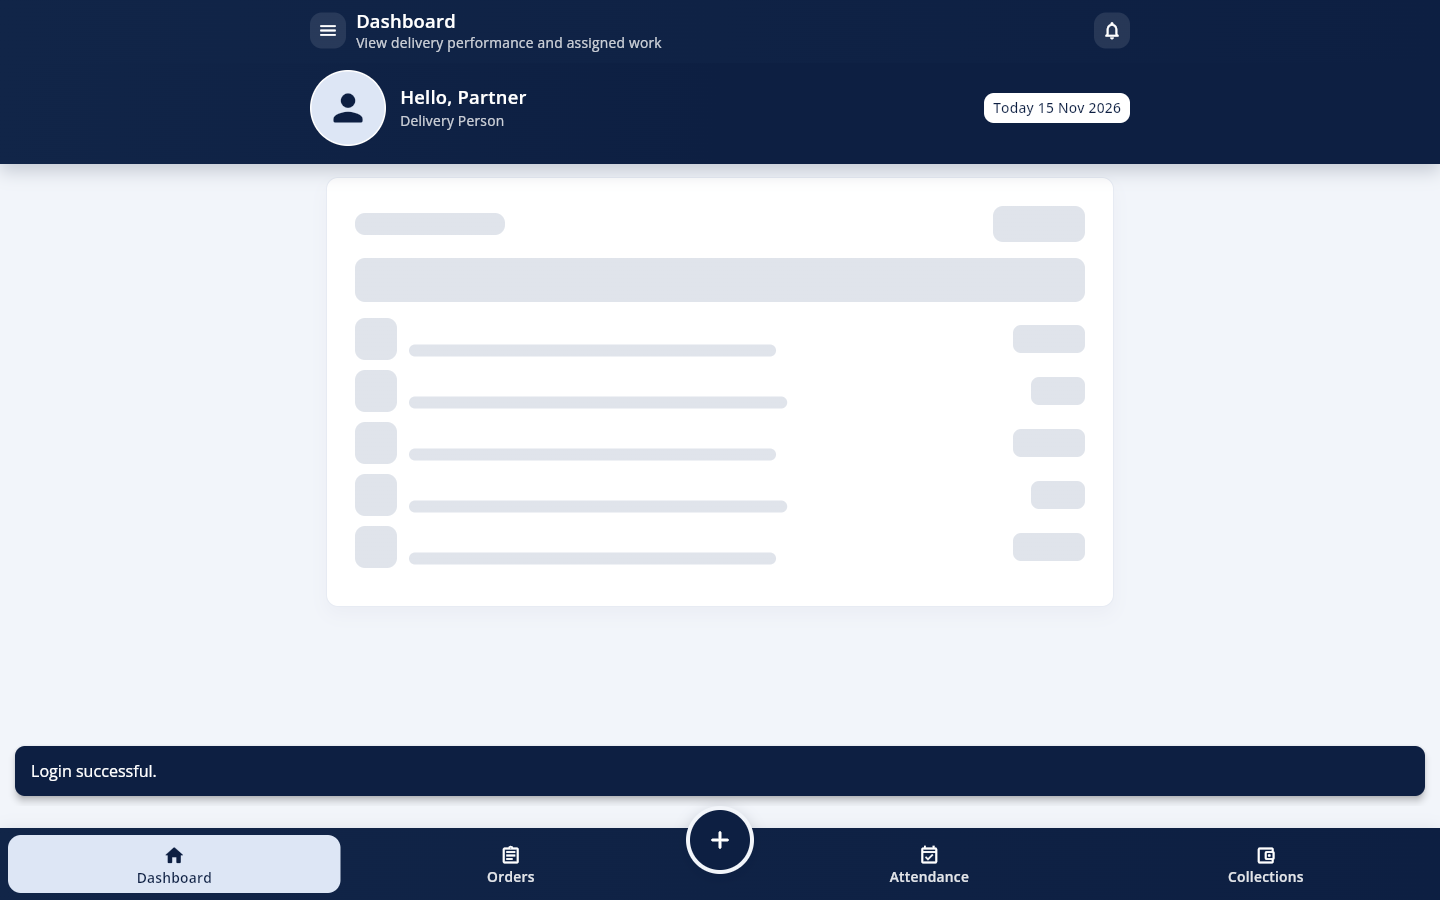 Dashboard
View delivery performance and assigned work
Hello, Partner
Delivery Person
Today 15 Nov 2026
Login successful.
Dashboard
Orders
Attendance
Collections